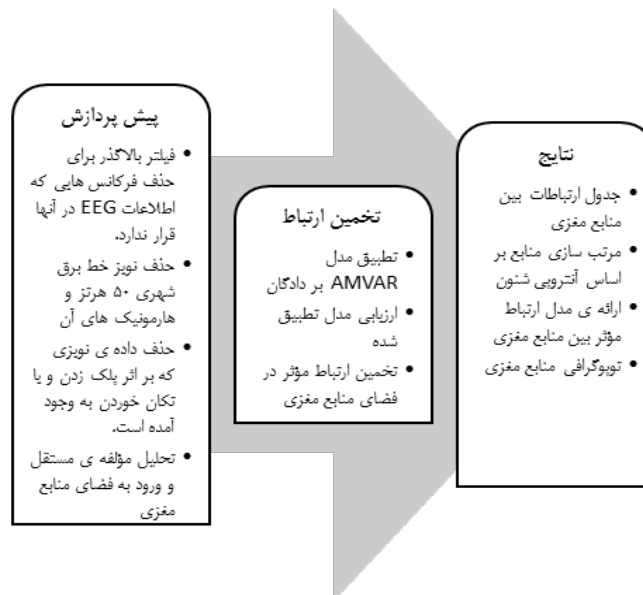 پیش پردازش
• فیلتر بالاگذر برای
حذف فرکانس هایی که
اطلاعات EEG در آنها
قرار ندارد.
• حذف نویز خط برق
شهری ۵۰ هرتز و
هارمونیک های آن
• حذف داده ی نویزی
که بر اثر پلک زدن و یا
تکان خوردن به وجود
آمده است.
• تحلیل مؤلفه ی مستقل
و ورود به فضای منابع
مغزی
تخمین ارتباط
• تطبیق مدل
AMVAR بر دادگان
• ارزیابی مدل تطبیق
شده
• تخمین ارتباط مؤثر در
فضای منابع مغزی
نتایج
• جدول ارتباطات بین
منابع مغزی
• مرتب سازی منابع بر
اساس آنتروپی شنون
• ارائه ی مدل ارتباط
مؤثر بین منابع مغزی
• توپوگرافی منابع مغزی